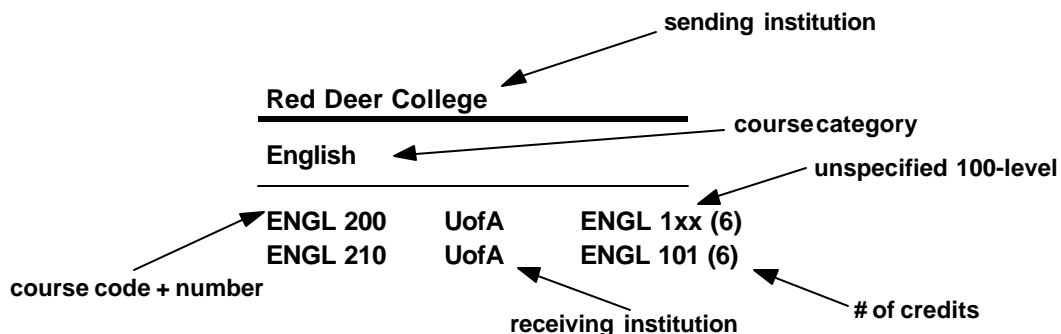 sending institution
Red Deer College
course category
English
unspecified 100-level
ENGL 200 UofA ENGL 1xx (6)
ENGL 210 UofA ENGL 101 (6)
course code + number
# of credits
receiving institution